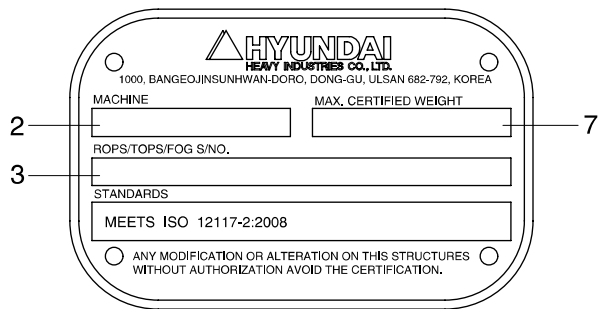 HYUNDAI
HEAVY INDUSTRIES CO., LTD.
1000, BANGEOJINSUNHWAN-DORO, DONG-GU, ULSAN 682-792, KOREA
MACHINE MAX. CERTIFIED WEIGHT
2 7
ROPS/TOPS/FOG S/NO.
3
STANDARDS
MEETS ISO 12117-2:2008
ANY MODIFICATION OR ALTERATION ON THIS STRUCTURES
WITHOUT AUTHORIZATION AVOID THE CERTIFICATION.